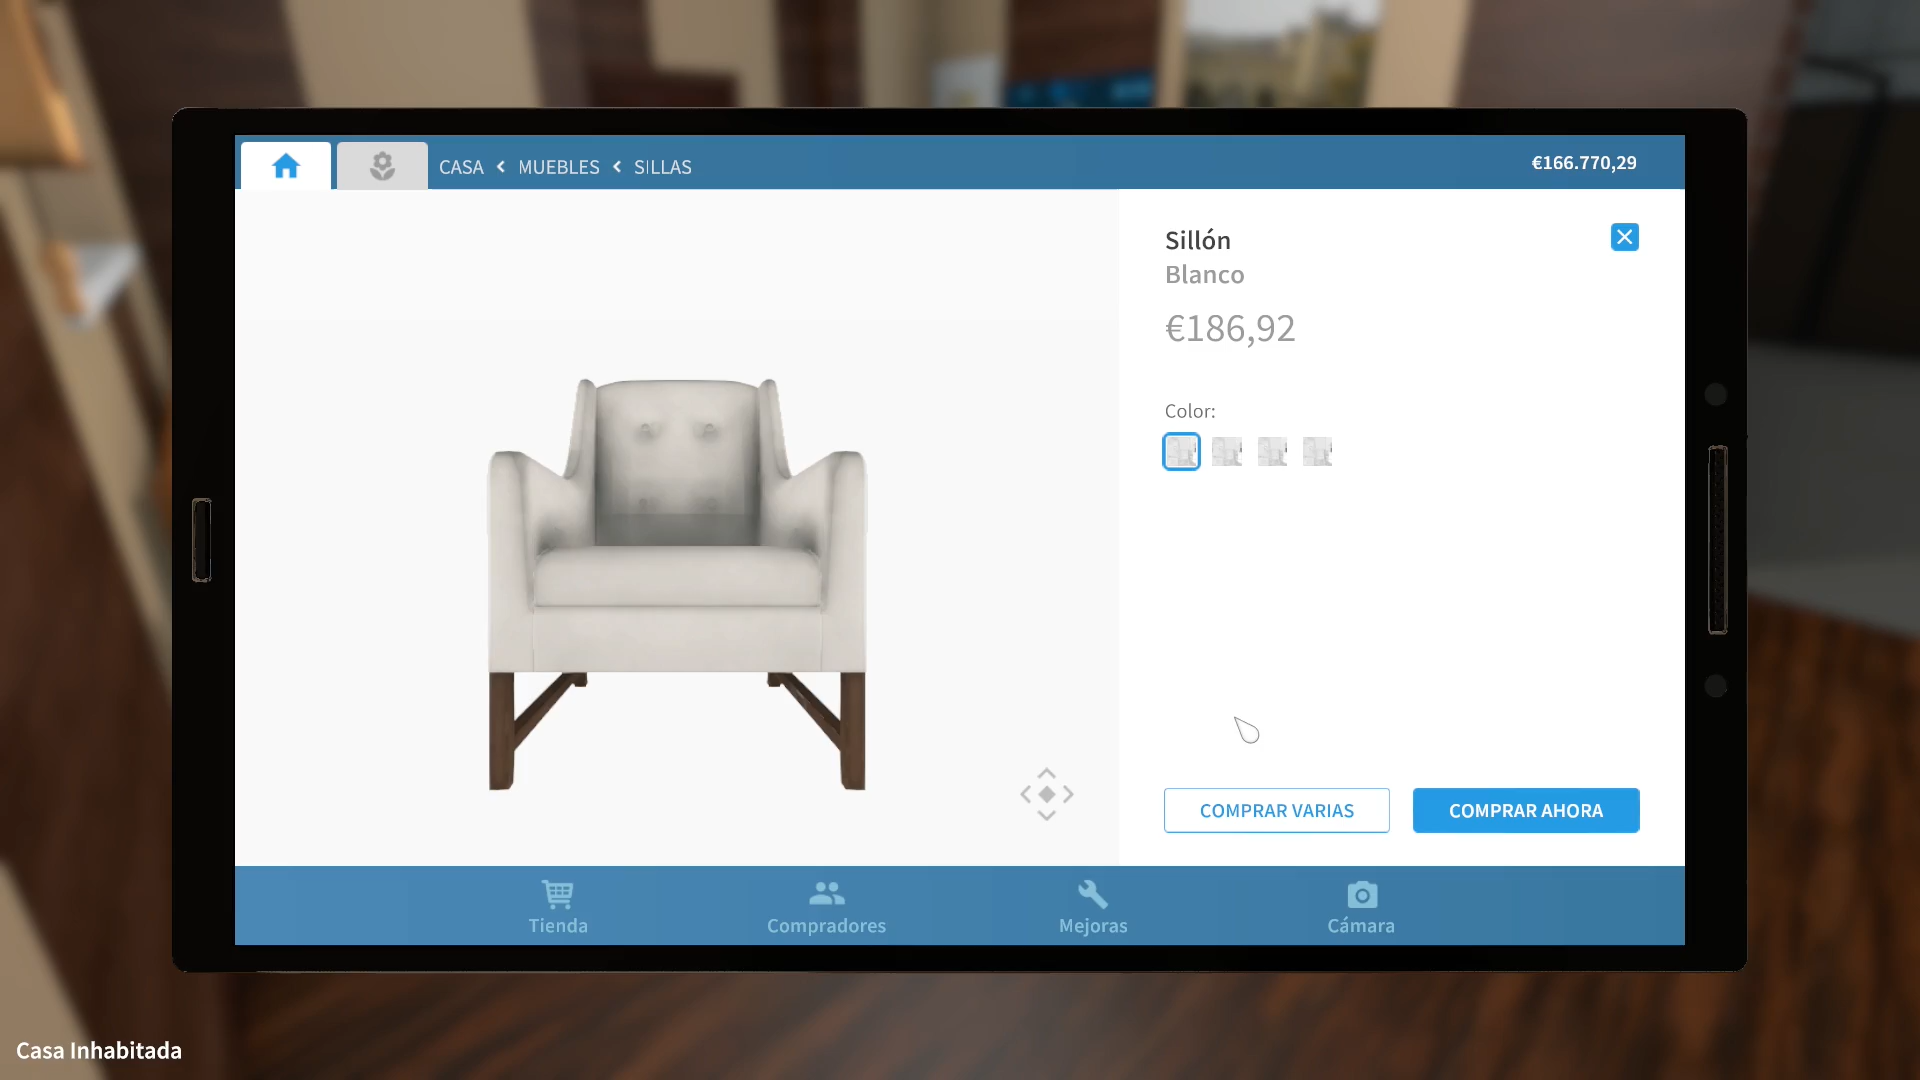 CASA < MUEBLES < SILLAS
€166.770,29
Sillón
Blanco
€186,92
Color:
COMPRAR VARIAS
COMPRAR AHORA
Tienda
Compradores
Mejoras
Cámara
Casa Inhabitada